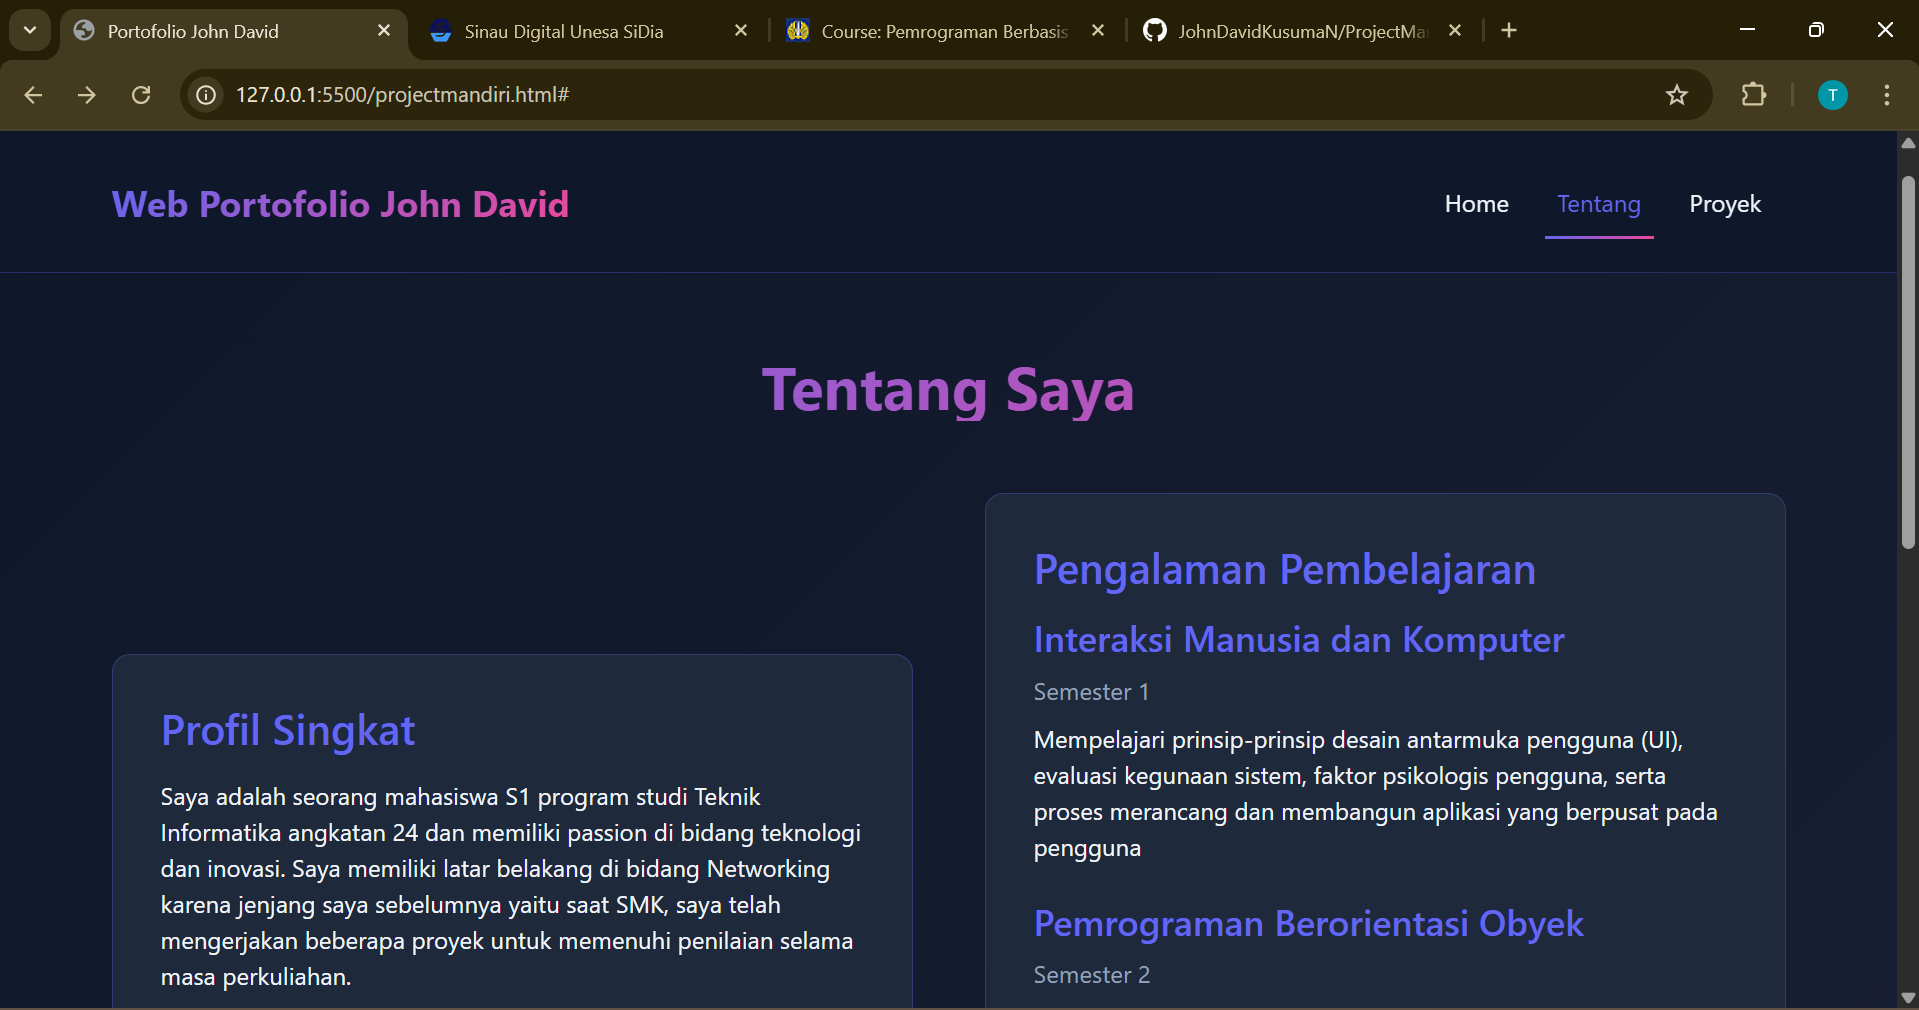 Portofolio John David
Sinau Digital Unesa SiDia
Course: Pemrograman Berbasis
JohnDavidKusumaN/ProjectMa
127.0.0.1:5500/projectmandiri.html#
T
Web Portofolio John David
Home
Tentang
Proyek
Tentang Saya
Profil Singkat
Saya adalah seorang mahasiswa S1 program studi Teknik
Informatika angkatan 24 dan memiliki passion di bidang teknologi
dan inovasi. Saya memiliki latar belakang di bidang Networking
karena jenjang saya sebelumnya yaitu saat SMK, saya telah
mengerjakan beberapa proyek untuk memenuhi penilaian selama
masa perkuliahan.
Pengalaman Pembelajaran
Interaksi Manusia dan Komputer
Semester 1
Mempelajari prinsip-prinsip desain antarmuka pengguna (UI),
evaluasi kegunaan sistem, faktor psikologis pengguna, serta
proses merancang dan membangun aplikasi yang berpusat pada
pengguna
Pemrograman Berorientasi Obyek
Semester 2